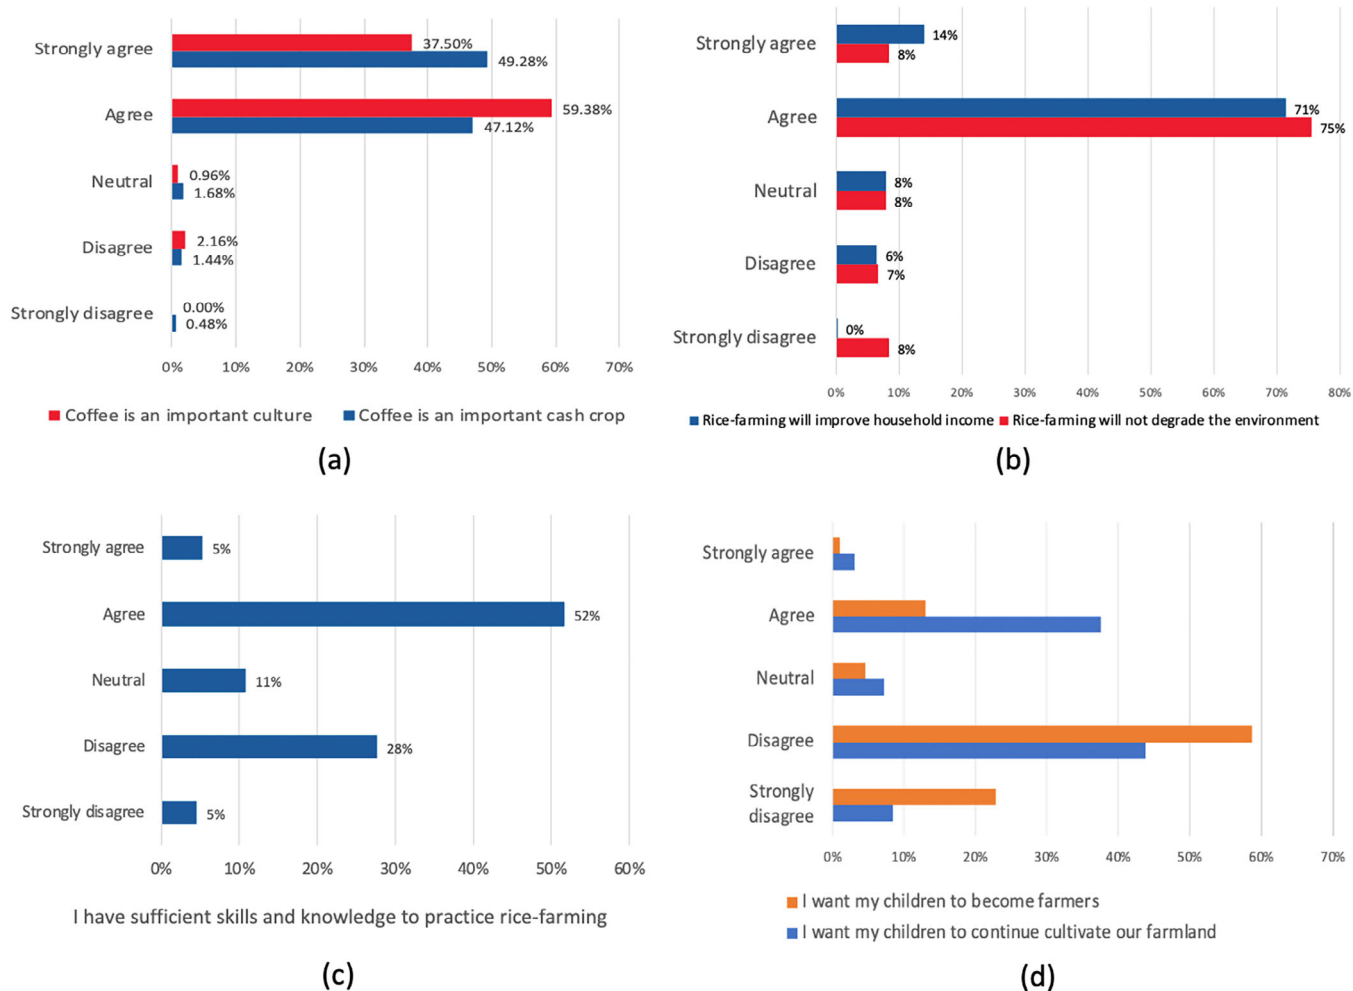 Strongly agree
37.50%
49.28%
Agree
59.38%
47.12%
Neutral
0.96%
1.68%
Disagree
2.16%
1.44%
Strongly disagree
0.00%
0.48%
0% 10% 20% 30% 40% 50% 60% 70%
Coffee is an important culture Coffee is an important cash crop
(a)
Strongly agree
14%
8%
Agree
71%
75%
Neutral
8%
8%
Disagree
6%
7%
Strongly disagree
0%
8%
0% 10% 20% 30% 40% 50% 60% 70% 80%
Rice-farming will improve household income Rice-farming will not degrade the environment
(b)
Strongly agree 5%
Agree 52%
Neutral 11%
Disagree 28%
Strongly disagree 5%
0% 10% 20% 30% 40% 50% 60%
I have sufficient skills and knowledge to practice rice-farming
(c)
Strongly agree
Agree
Neutral
Disagree
Strongly
disagree
0% 10% 20% 30% 40% 50% 60% 70%
I want my children to become farmers
I want my children to continue cultivate our farmland
(d)